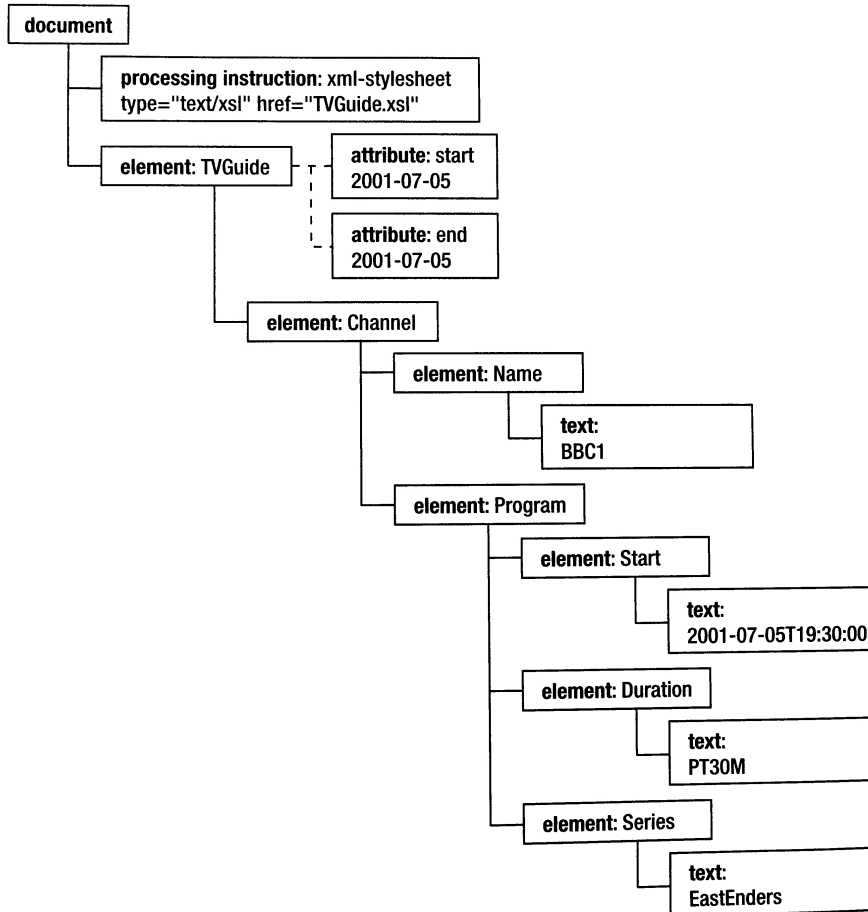 document
processing instruction: xml-stylesheet
type="text/xsl" href="TVGuide.xsl"
element: TVGuide
attribute: start
2001-07-05
attribute: end
2001-07-05
element: Channel
element: Name
text:
BBC1
element: Program
element: Start
text:
2001-07-05T19:30:00
element: Duration
text:
PT30M
element: Series
text:
EastEnders